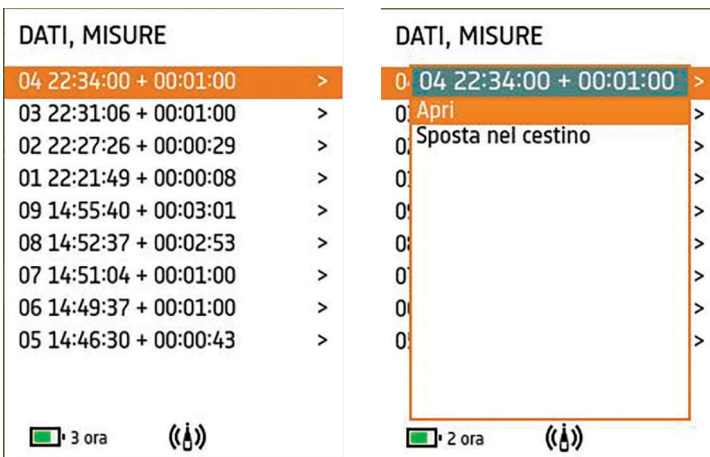 DATI, MISURE
04 22:34:00 + 00:01:00 >
03 22:31:06 + 00:01:00 >
02 22:27:26 + 00:00:29 >
01 22:21:49 + 00:00:08 >
09 14:55:40 + 00:03:01 >
08 14:52:37 + 00:02:53 >
07 14:51:04 + 00:01:00 >
06 14:49:37 + 00:01:00 >
05 14:46:30 + 00:00:43 >
3 ora
DATI, MISURE
04 22:34:00 + 00:01:00 >
Apri >
Sposta nel cestino >
>
>
>
>
>
>
2 ora